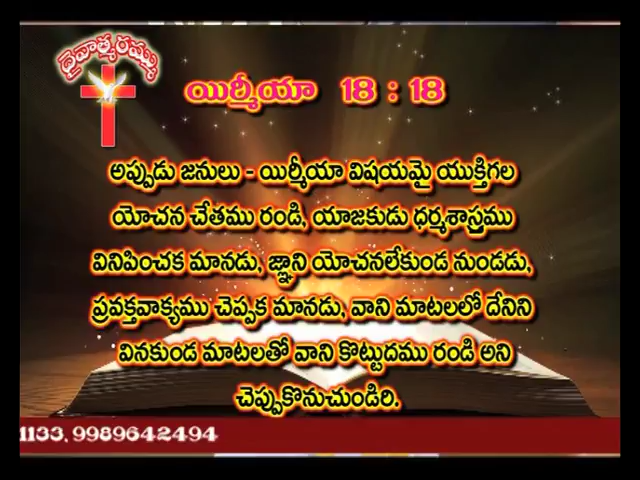 దైవాత్మరమ్ము
యిర్మీయా 18 : 18
అప్పుడు జనులు - యిర్మీయా విషయమై యుక్తిగల
యోచన చేతము రండి, యాజకుడు ధర్మశాస్త్రము
వినిపించక మానడు, జ్ఞాని యోచనలేకుండ నుండడు,
ప్రవక్తవాక్యము చెప్పక మానడు, వాని మాటలలో దేనిని
వినకుండ మాటలతో వాని కొట్టుదము రండి అని
చెప్పుకొనుచుండిరి.
1133, 9989642494